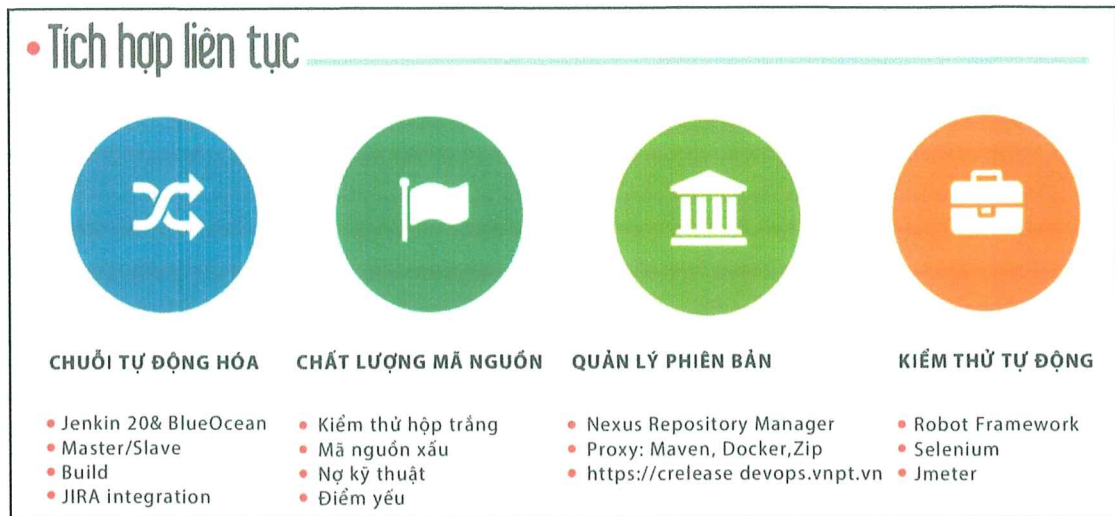 Tích hợp liên tục
CHUỖI TỰ ĐỘNG HÓA
Jenkin 20& BlueOcean
Master/Slave
Build
JIRA integration
CHẤT LƯỢNG MÃ NGUỒN
Kiểm thử hộp trắng
Mã nguồn xấu
Nợ kỹ thuật
Điểm yếu
QUẢN LÝ PHIÊN BẢN
Nexus Repository Manager
Proxy: Maven, Docker,Zip
https://crelease devops.vnpt.vn
KIỂM THỬ TỰ ĐỘNG
Robot Framework
Selenium
Jmeter